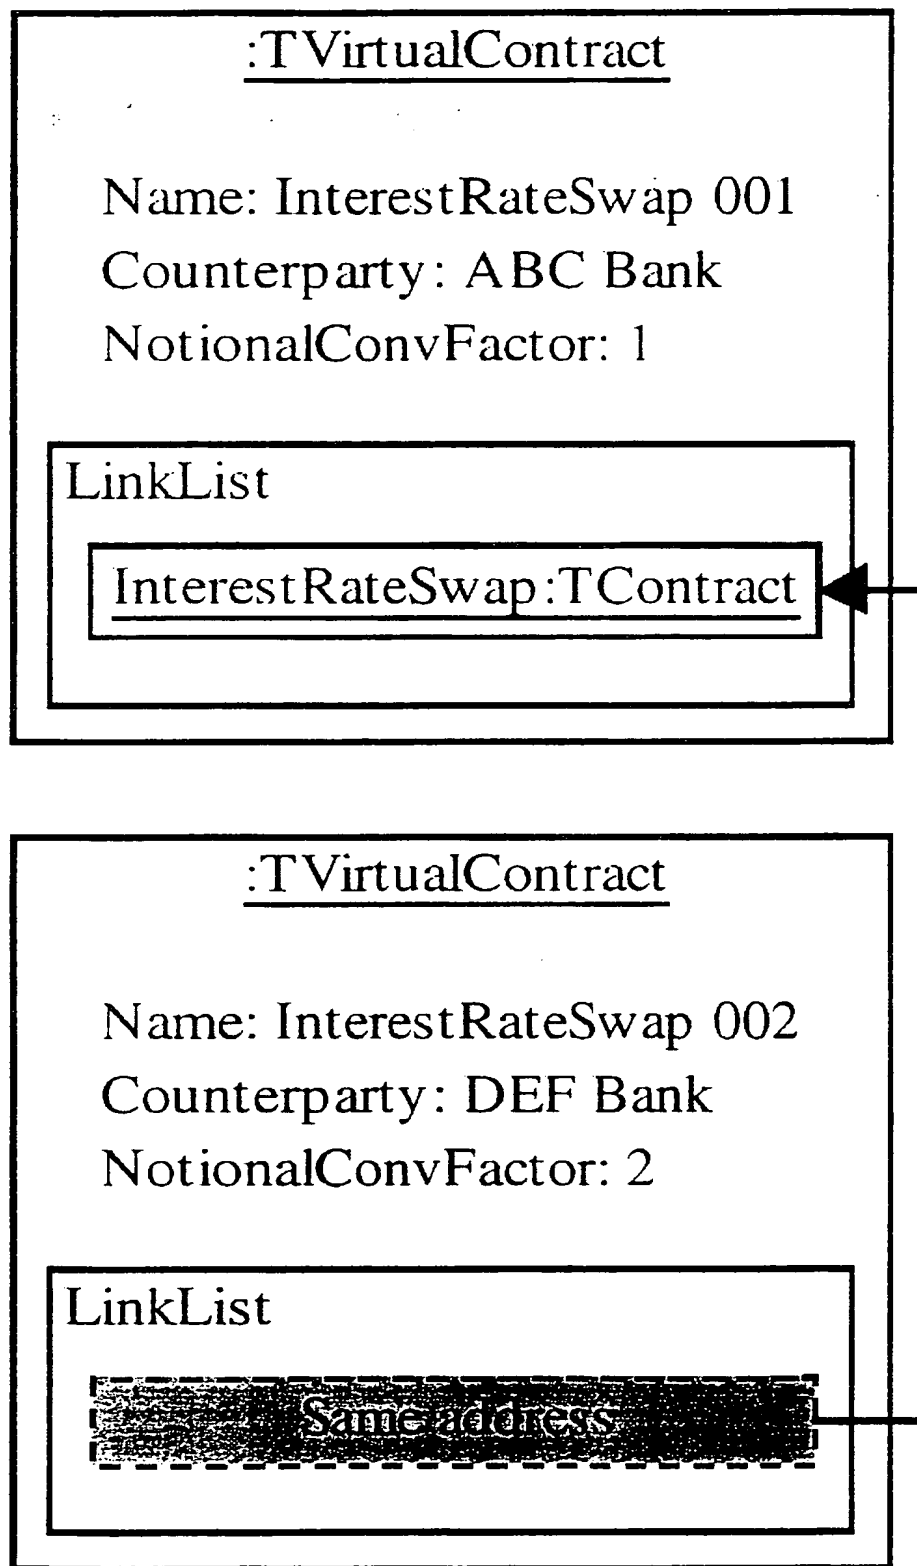 :TVirtualContract
Name: InterestRateSwap 001
Counterparty: ABC Bank
NotionalConvFactor: 1
LinkList
InterestRateSwap:TContract
:TVirtualContract
Name: InterestRateSwap 002
Counterparty: DEF Bank
NotionalConvFactor: 2
LinkList
Same address